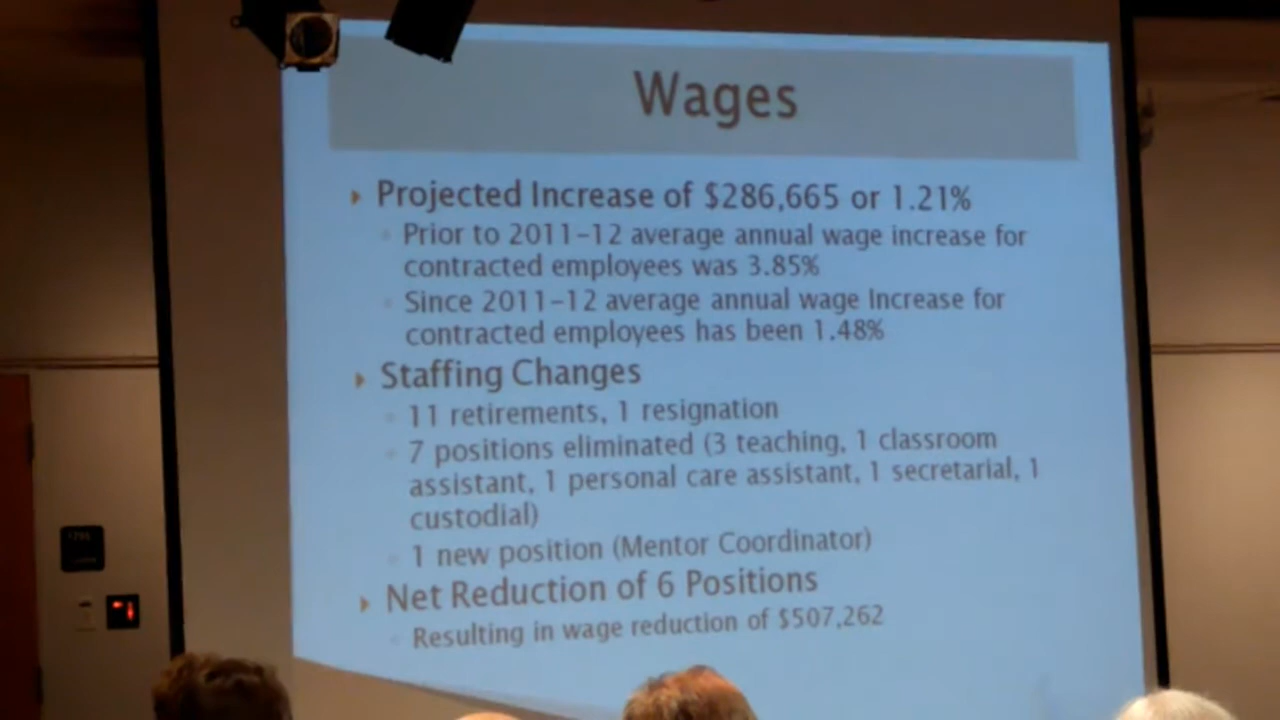 Wages
Projected Increase of $286,665 or 1.21%
Prior to 2011-12 average annual wage increase for
contracted employees was 3.85%
Since 2011-12 average annual wage Increase for
contracted employees has been 1.48%
Staffing Changes
11 retirements, 1 resignation
7 positions eliminated (3 teaching, 1 classroom
assistant, 1 personal care assistant, 1 secretarial, 1
custodial)
1 new position (Mentor Coordinator)
Net Reduction of 6 Positions
Resulting in wage reduction of $507,262